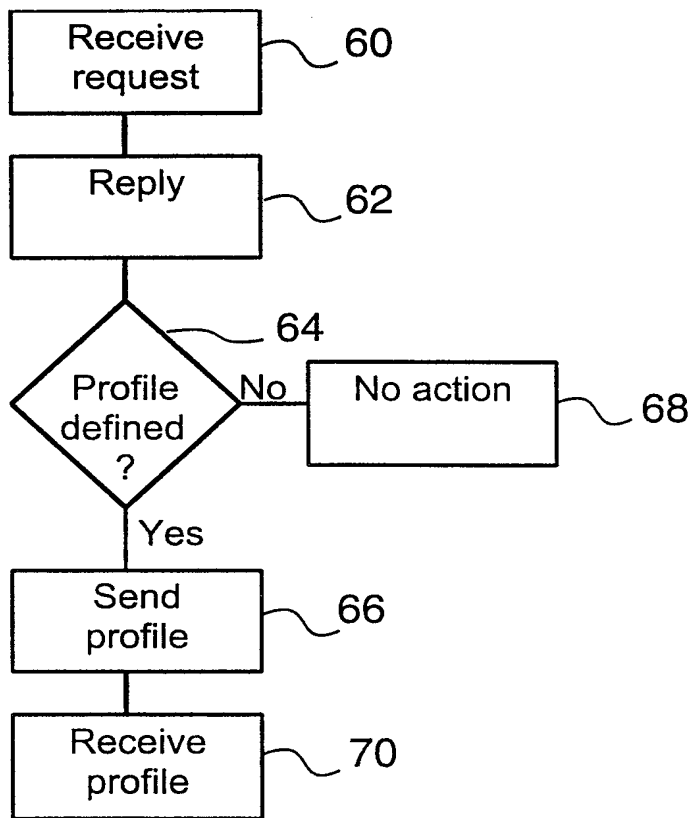 Receive
request
60
Reply
62
64
Profile
defined
?
No
No action
68
Yes
Send
profile
66
Receive
profile
70